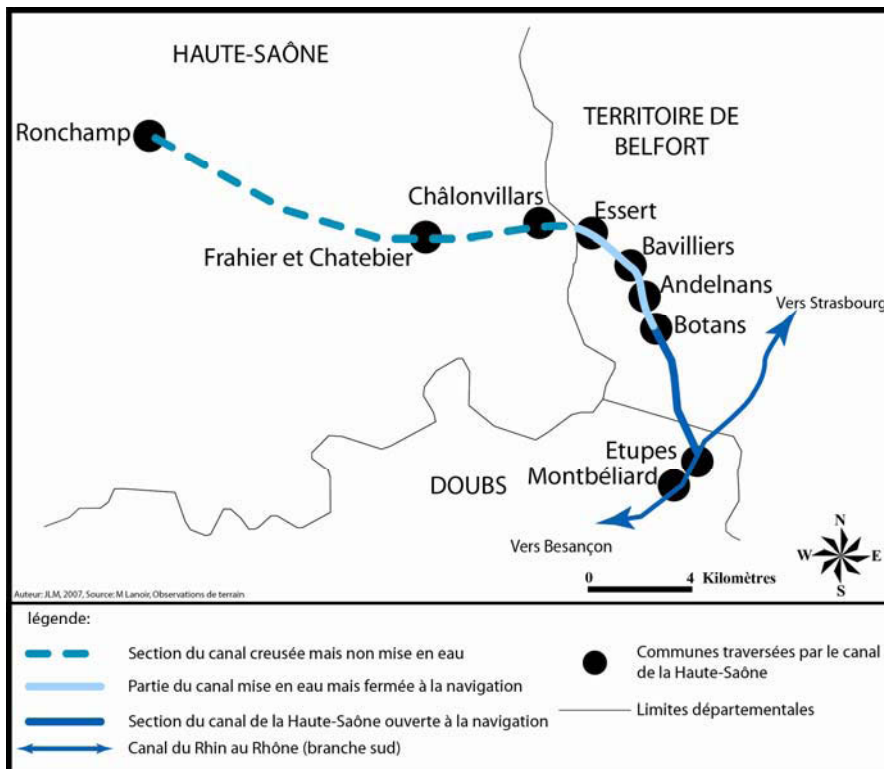 HAUTE-SAÔNE
TERRITOIRE DE
BELFORT
Ronchamp
Châlonvillars
Essert
Frahier et Chatebier
Bavilliers
Andelnans
Vers Strasbourg
Botans
Etupes
Montbéliard
DOUBS
Vers Besançon
N
W
E
S
0
4
Kilomètres
Auteur: JLM, 2007, Source: M Lanoir, Observations de terrain
légende:
Section du canal creusée mais non mise en eau
Partie du canal mise en eau mais fermée à la navigation
Section du canal de la Haute-Saône ouverte à la navigation
Canal du Rhin au Rhône (branche sud)
Communes traversées par le canal
de la Haute-Saône
Limites départementales